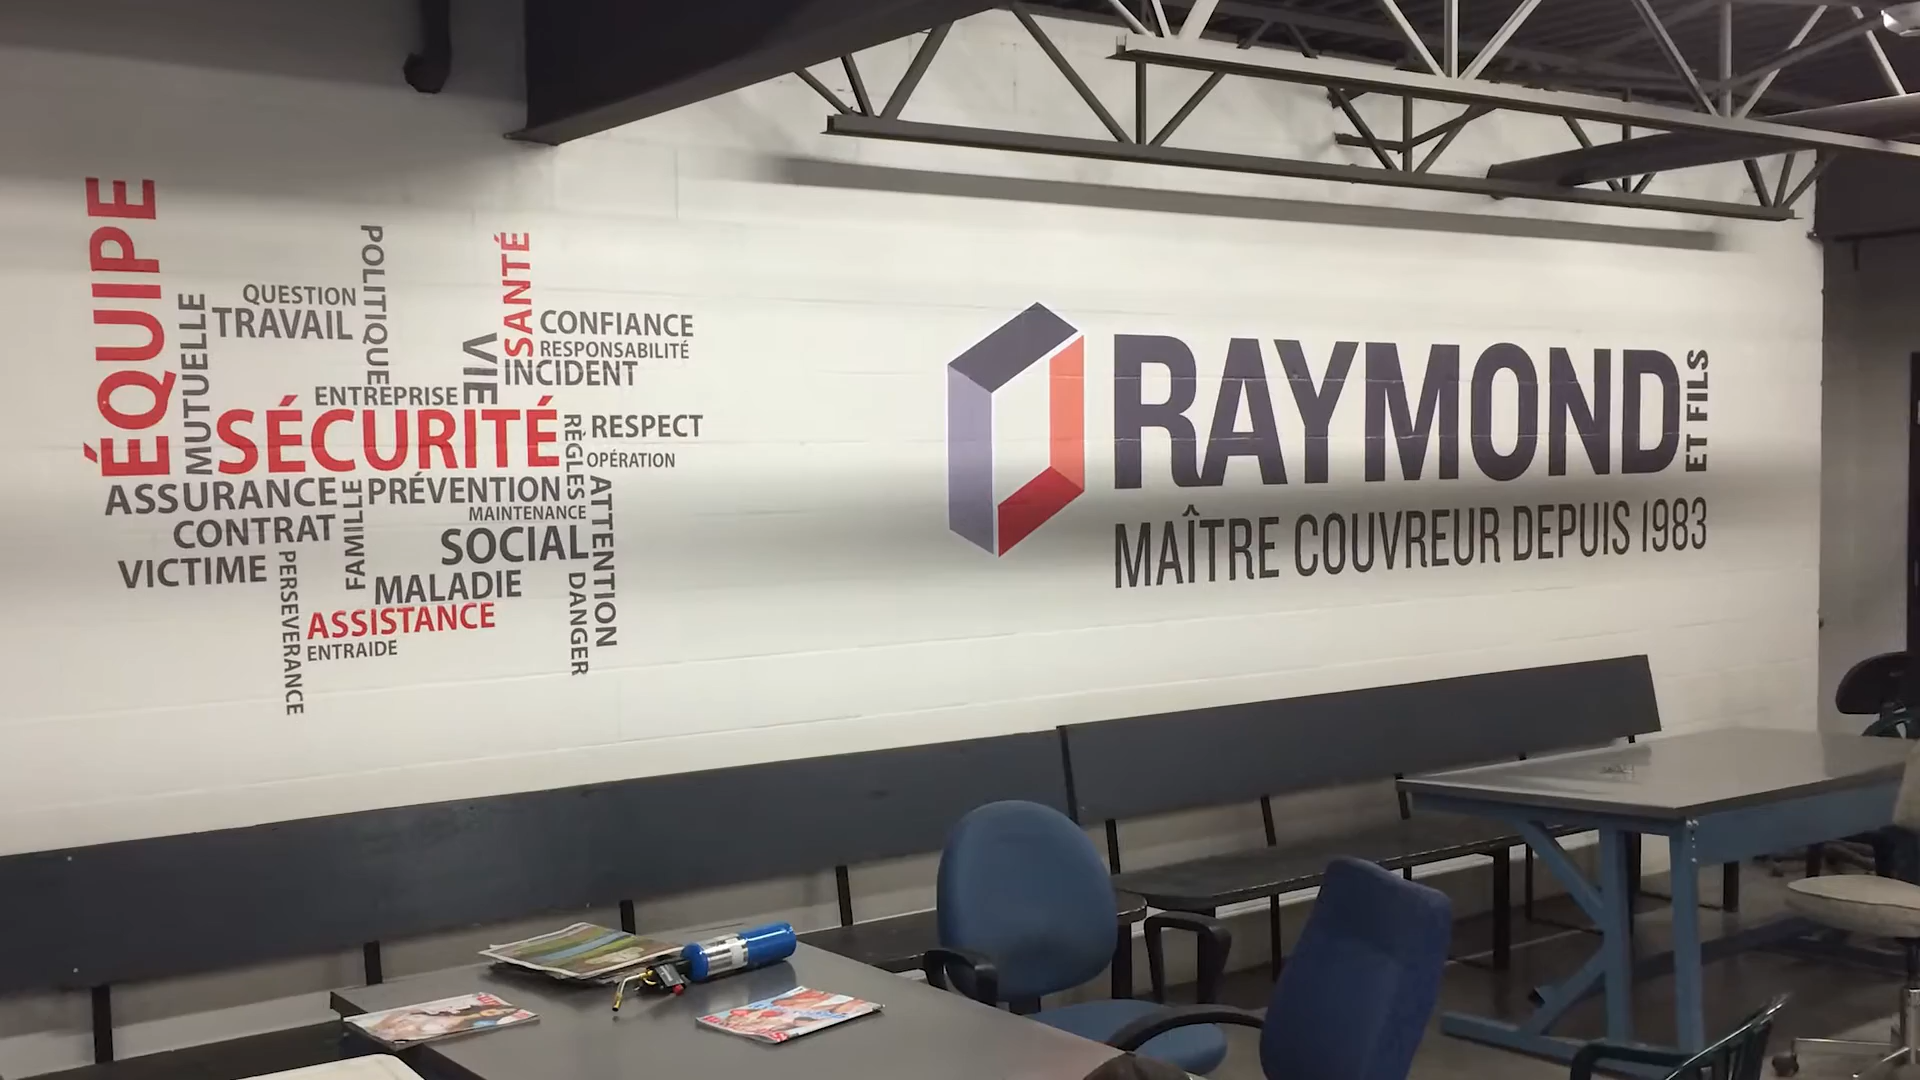 ÉQUIPE
MUTUELLE
QUESTION
TRAVAIL
POLITIQUE
ENTREPRISE
VIE
SANTÉ
CONFIANCE
RESPONSABILITÉ
INCIDENT
SÉCURITÉ
RÈGLES
RESPECT
OPÉRATION
ASSURANCE
FAMILLE
PRÉVENTION
MAINTENANCE
ATTENTION
CONTRAT
SOCIAL
VICTIME
PERSEVERANCE
MALADIE
DANGER
ASSISTANCE
ENTRAIDE
RAYMOND
ET FILS
MAÎTRE COUVREUR DEPUIS 1983